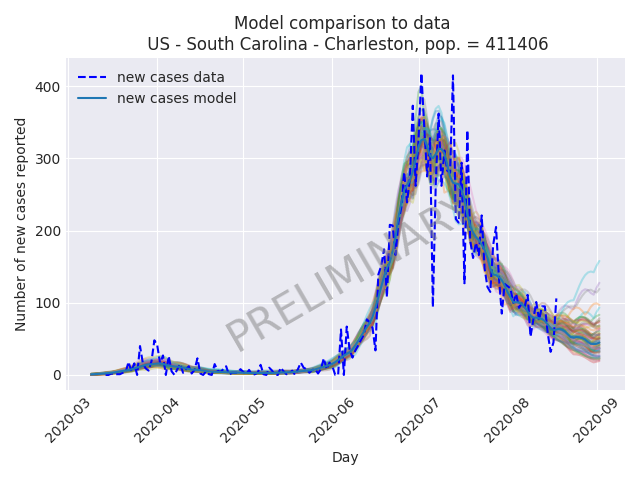 Model comparison to data
US - South Carolina - Charleston, pop. = 411406
new cases data
new cases model
Number of new cases reported
400
300
200
100
0
PRELIMINARY
2020-03
2020-04
2020-05
2020-06
2020-07
2020-08
2020-09
Day